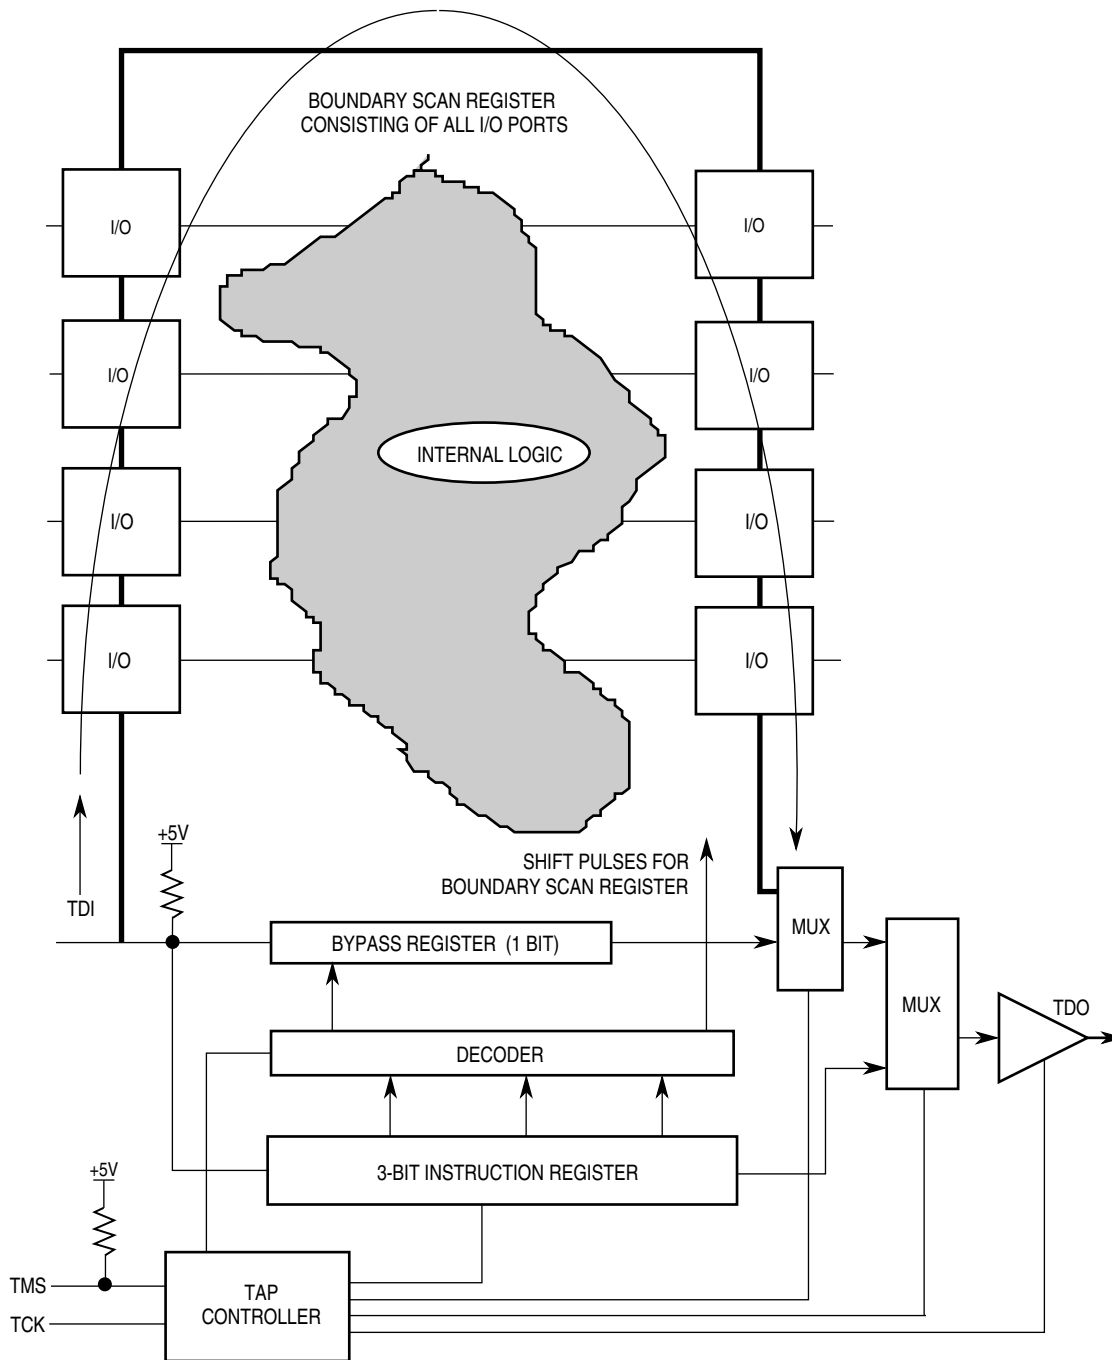 BOUNDARY SCAN REGISTER
CONSISTING OF ALL I/O PORTS
I/O
I/O
I/O
I/O
INTERNAL LOGIC
I/O
I/O
I/O
I/O
+5V
TDI
SHIFT PULSES FOR
BOUNDARY SCAN REGISTER
BYPASS REGISTER (1 BIT)
MUX
MUX
TDO
DECODER
3-BIT INSTRUCTION REGISTER
+5V
TMS
TCK
TAP
CONTROLLER